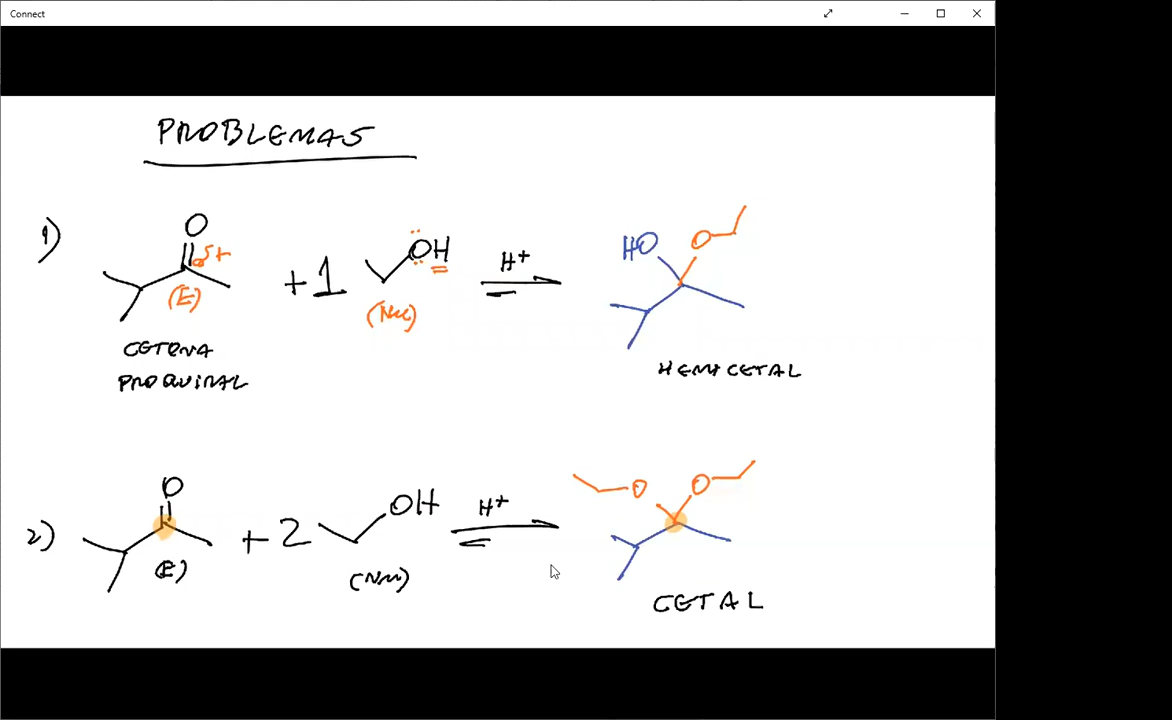 Connect
PROBLEMAS
1)
O
δ+
(E)
CETONA
PROQUIRAL
+ 1
OH
(Nu)
H+
HO
O
HEMICETAL
2)
O
(E)
+ 2
OH
(Nu)
H+
O
O
CETAL